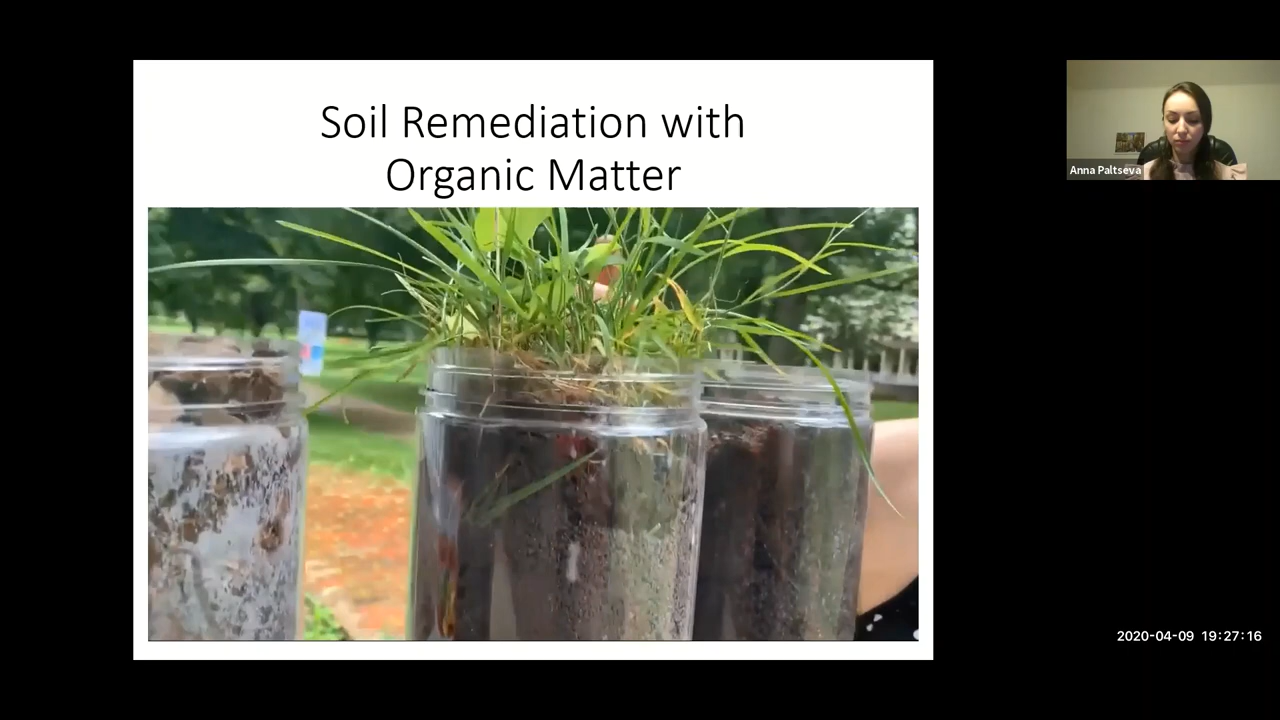 Soil Remediation with
Organic Matter
Anna Paltseva
2020-04-09 19:27:16